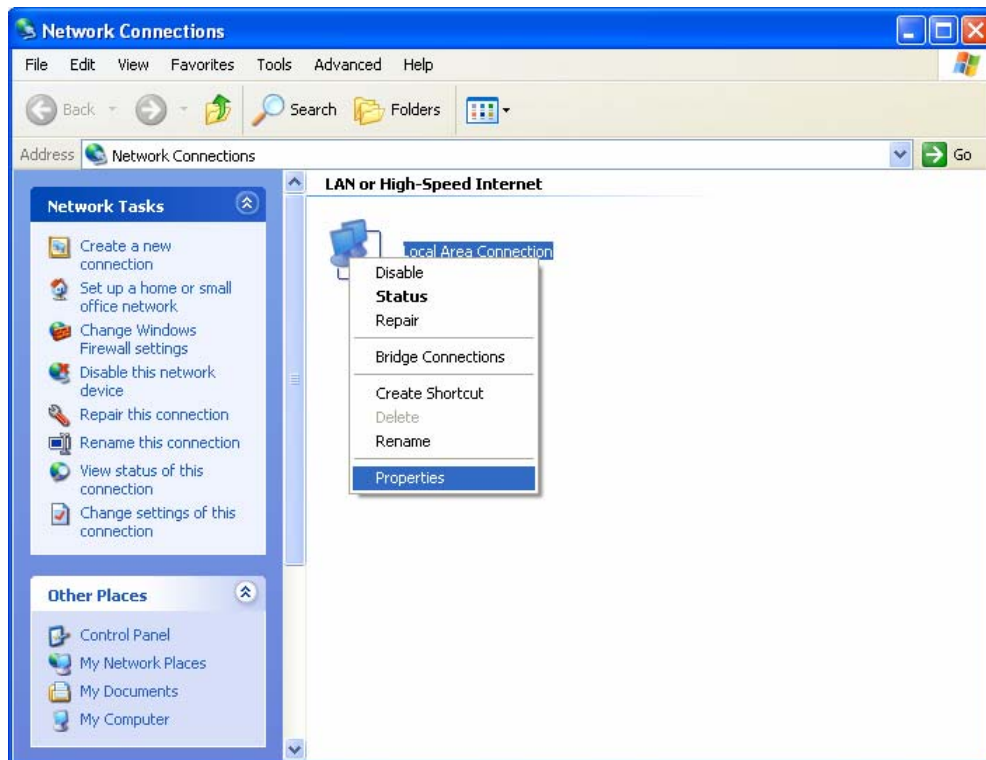 Network Connections
File Edit View Favorites Tools Advanced Help
Back Search Folders
Address Network Connections Go
Network Tasks
Create a new
connection
Set up a home or small
office network
Change Windows
Firewall settings
Disable this network
device
Repair this connection
Rename this connection
View status of this
connection
Change settings of this
connection
Other Places
Control Panel
My Network Places
My Documents
My Computer
LAN or High-Speed Internet
Local Area Connection
Disable
Status
Repair
Bridge Connections
Create Shortcut
Delete
Rename
Properties